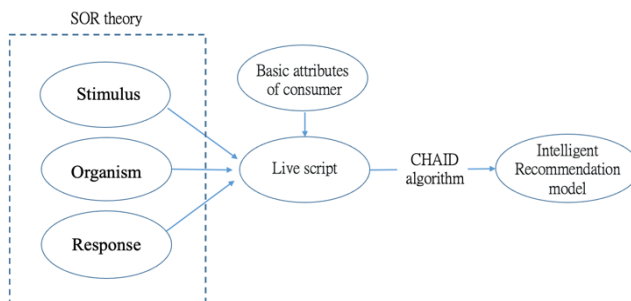 SOR theory
Stimulus
Organism
Response
Basic attributes
of consumer
Live script
CHAID
algorithm
Intelligent
Recommendation
model